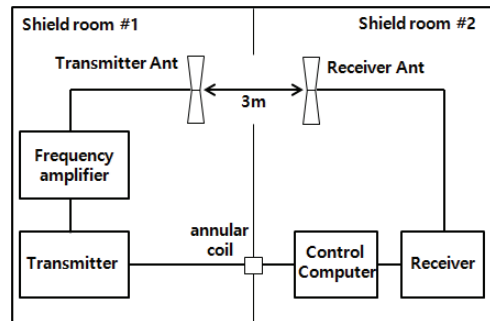 Shield room #1
Shield room #2
Transmitter Ant
Receiver Ant
3m
Frequency
amplifier
annular
coil
Transmitter
Control
Computer
Receiver